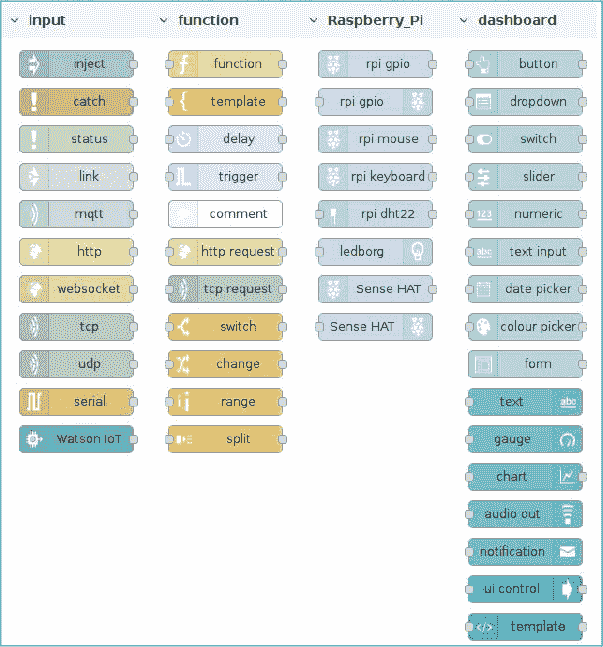 input
inject
catch
status
link
mqtt
http
websocket
tcp
udp
serial
Watson IoT
function
function
template
delay
trigger
comment
http request
tcp request
switch
change
range
split
Raspberry_Pi
rpi gpio
rpi gpio
rpi mouse
rpi keyboard
rpi dht22
ledborg
Sense HAT
Sense HAT
dashboard
button
dropdown
switch
slider
123 numeric
abc text input
date picker
colour picker
form
text abc
gauge
chart
audio out
notification
ui control
</> template